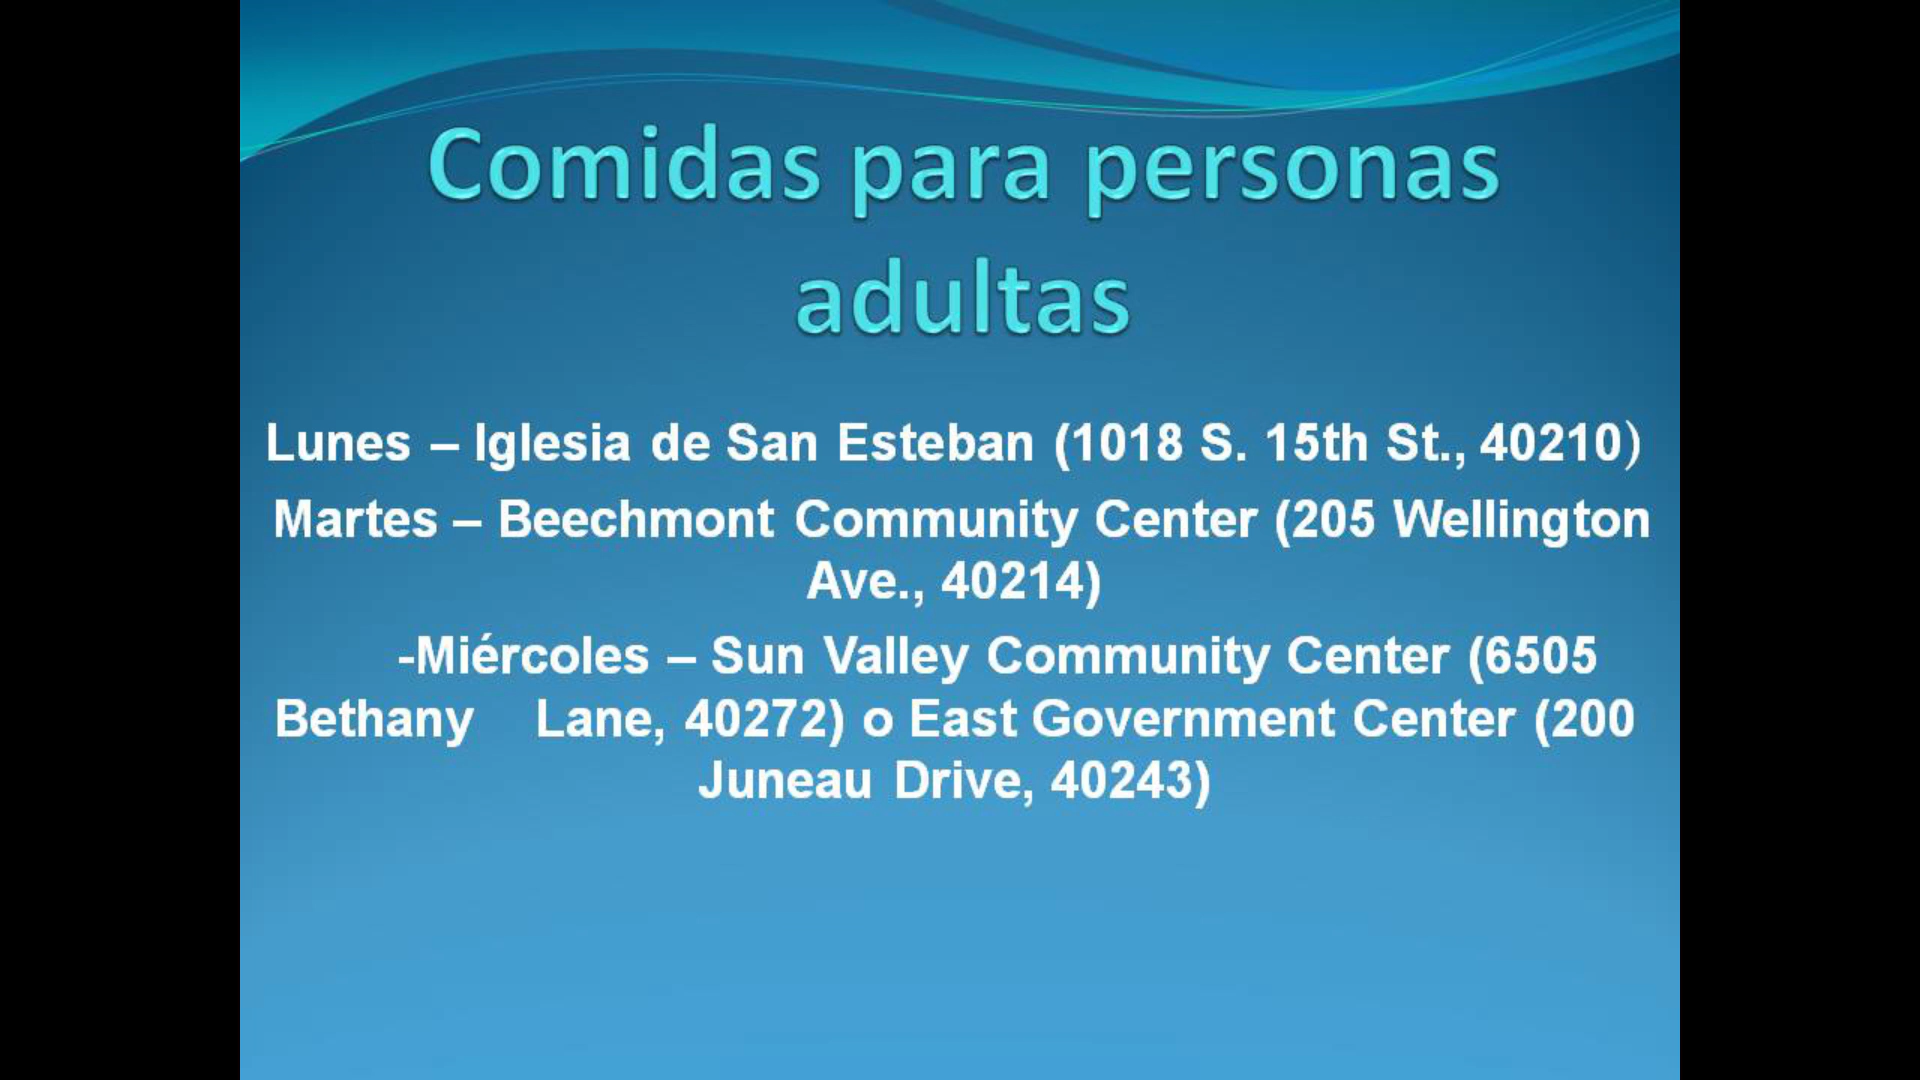 Comidas para personas
adultas
Lunes – Iglesia de San Esteban (1018 S. 15th St., 40210)
Martes – Beechmont Community Center (205 Wellington
Ave., 40214)
-Miércoles – Sun Valley Community Center (6505
Bethany Lane, 40272) o East Government Center (200
Juneau Drive, 40243)